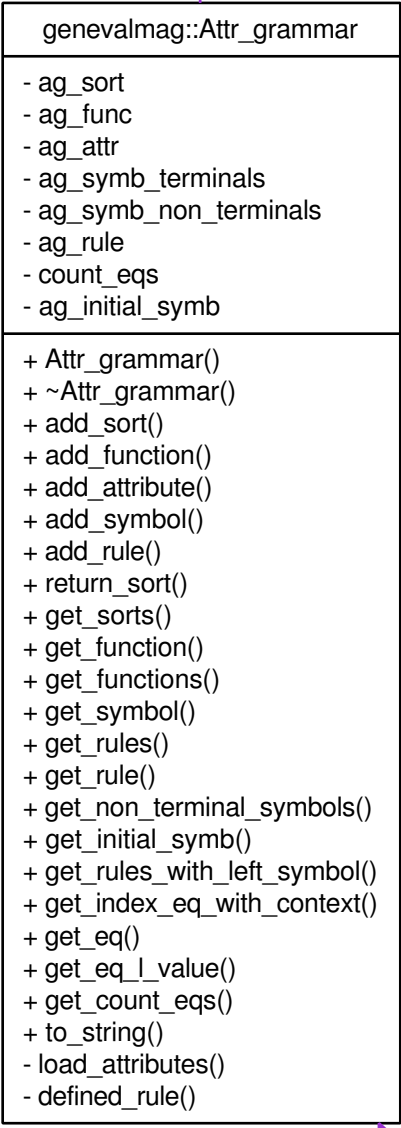 genevalmag::Attr_grammar
- ag_sort
- ag_func
- ag_attr
- ag_symb_terminals
- ag_symb_non_terminals
- ag_rule
- count_eqs
- ag_initial_symb
+ Attr_grammar()
+ ~Attr_grammar()
+ add_sort()
+ add_function()
+ add_attribute()
+ add_symbol()
+ add_rule()
+ return_sort()
+ get_sorts()
+ get_function()
+ get_functions()
+ get_symbol()
+ get_rules()
+ get_rule()
+ get_non_terminal_symbols()
+ get_initial_symb()
+ get_rules_with_left_symbol()
+ get_index_eq_with_context()
+ get_eq()
+ get_eq_l_value()
+ get_count_eqs()
+ to_string()
- load_attributes()
- defined_rule()